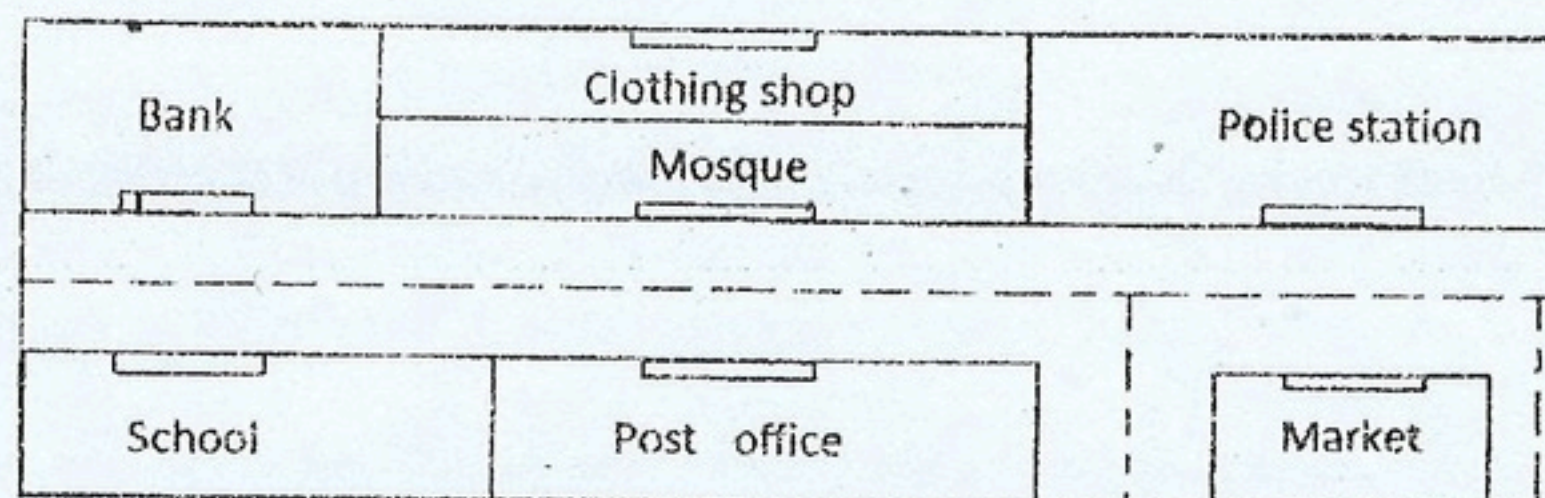 Bank
Clothing shop
Mosque
Police station
School
Post office
Market